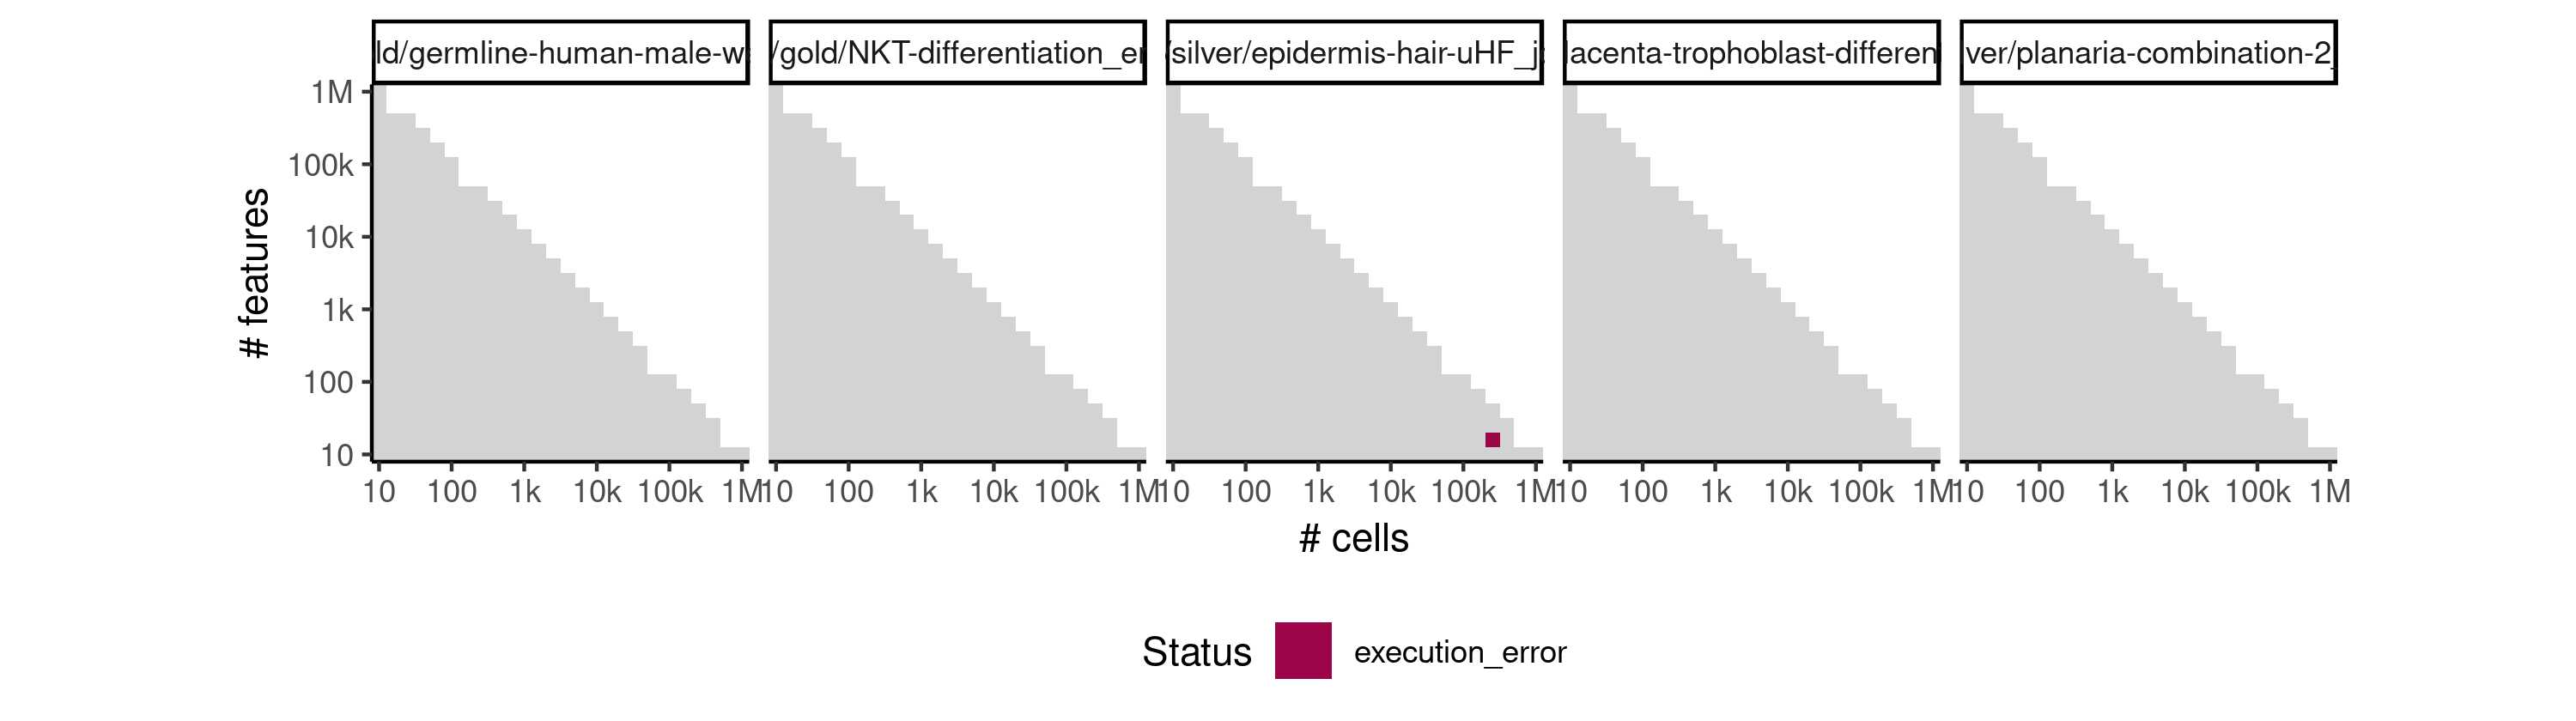 ld/germline-human-male-w
/gold/NKT-differentiation_er
/silver/epidermis-hair-uHF_j
lacenta-trophoblast-differen
ver/planaria-combination-2
1M
100k
10k
1k
100
10
# features
10 100 1k 10k 100k 1M 10 100 1k 10k 100k 1M 10 100 1k 10k 100k 1M 10 100 1k 10k 100k 1M 10 100 1k 10k 100k 1M
# cells
Status execution_error